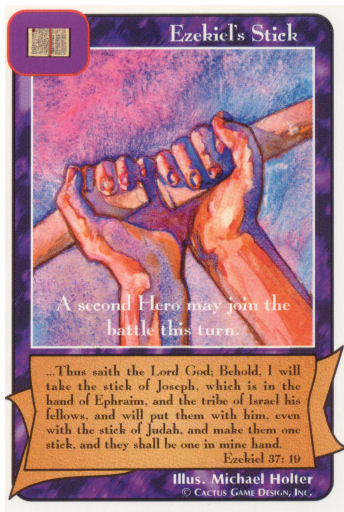 Ezekiel's Stick
A second Hero may join the
battle this turn.
...Thus saith the Lord God; Behold, I will
take the stick of Joseph, which is in the
hand of Ephraim, and the tribe of Israel his
fellows, and will put them with him, even
with the stick of Judah, and make them one
stick, and they shall be one in mine hand.
Ezekiel 37: 19
Illus. Michael Holter
© CACTUS GAME DESIGN, INC.